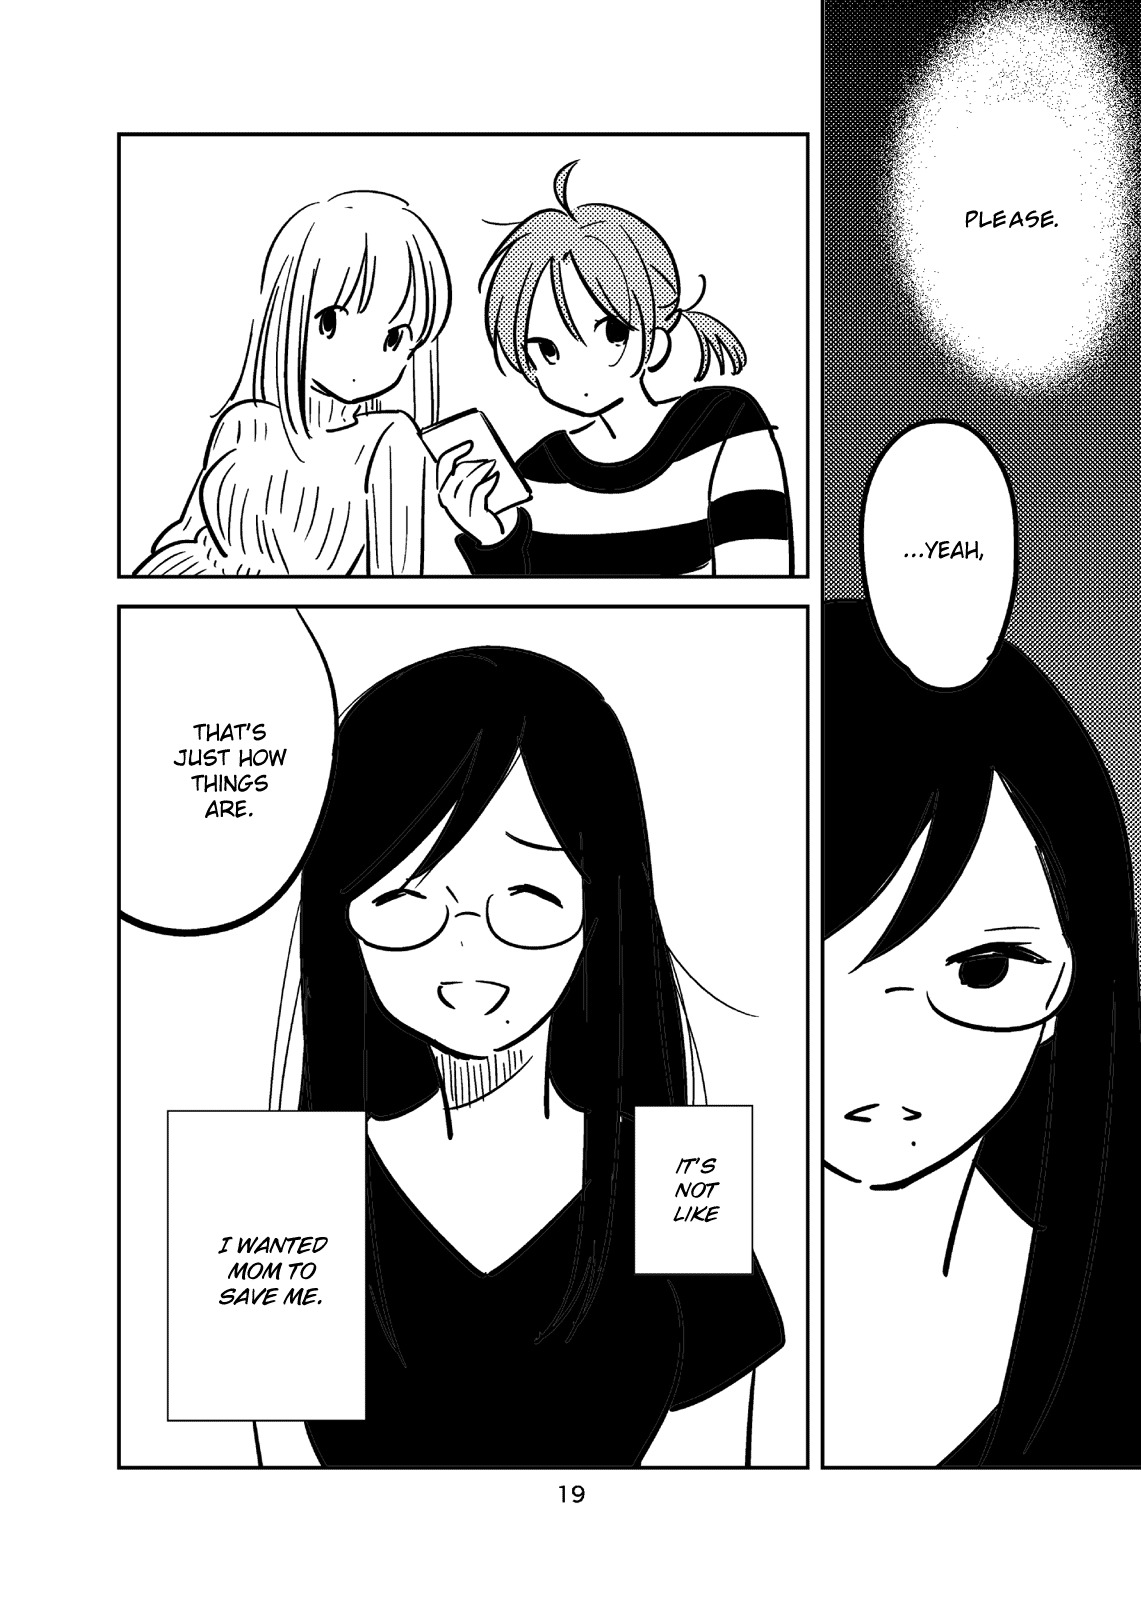 PLEASE.
...YEAH,
THAT'S
JUST HOW
THINGS
ARE.
IT'S
NOT
LIKE
I WANTED
MOM TO
SAVE ME.
19